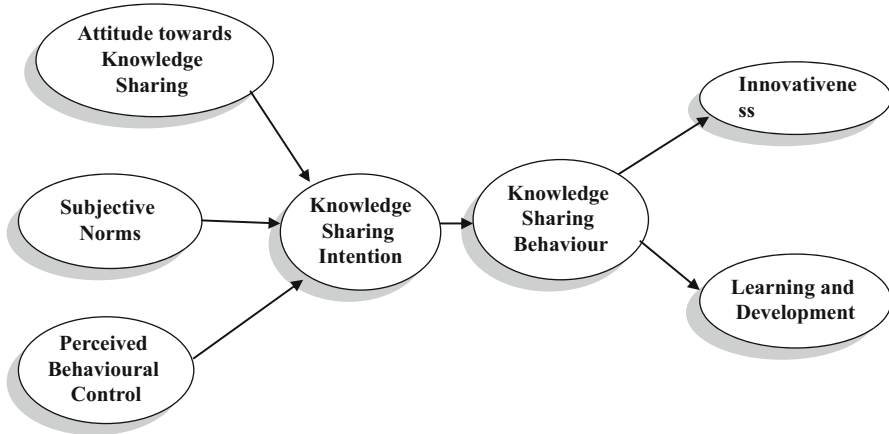 Attitude towards
Knowledge
Sharing
Subjective
Norms
Perceived
Behavioural
Control
Knowledge
Sharing
Intention
Knowledge
Sharing
Behaviour
Innovativene
ss
Learning and
Development